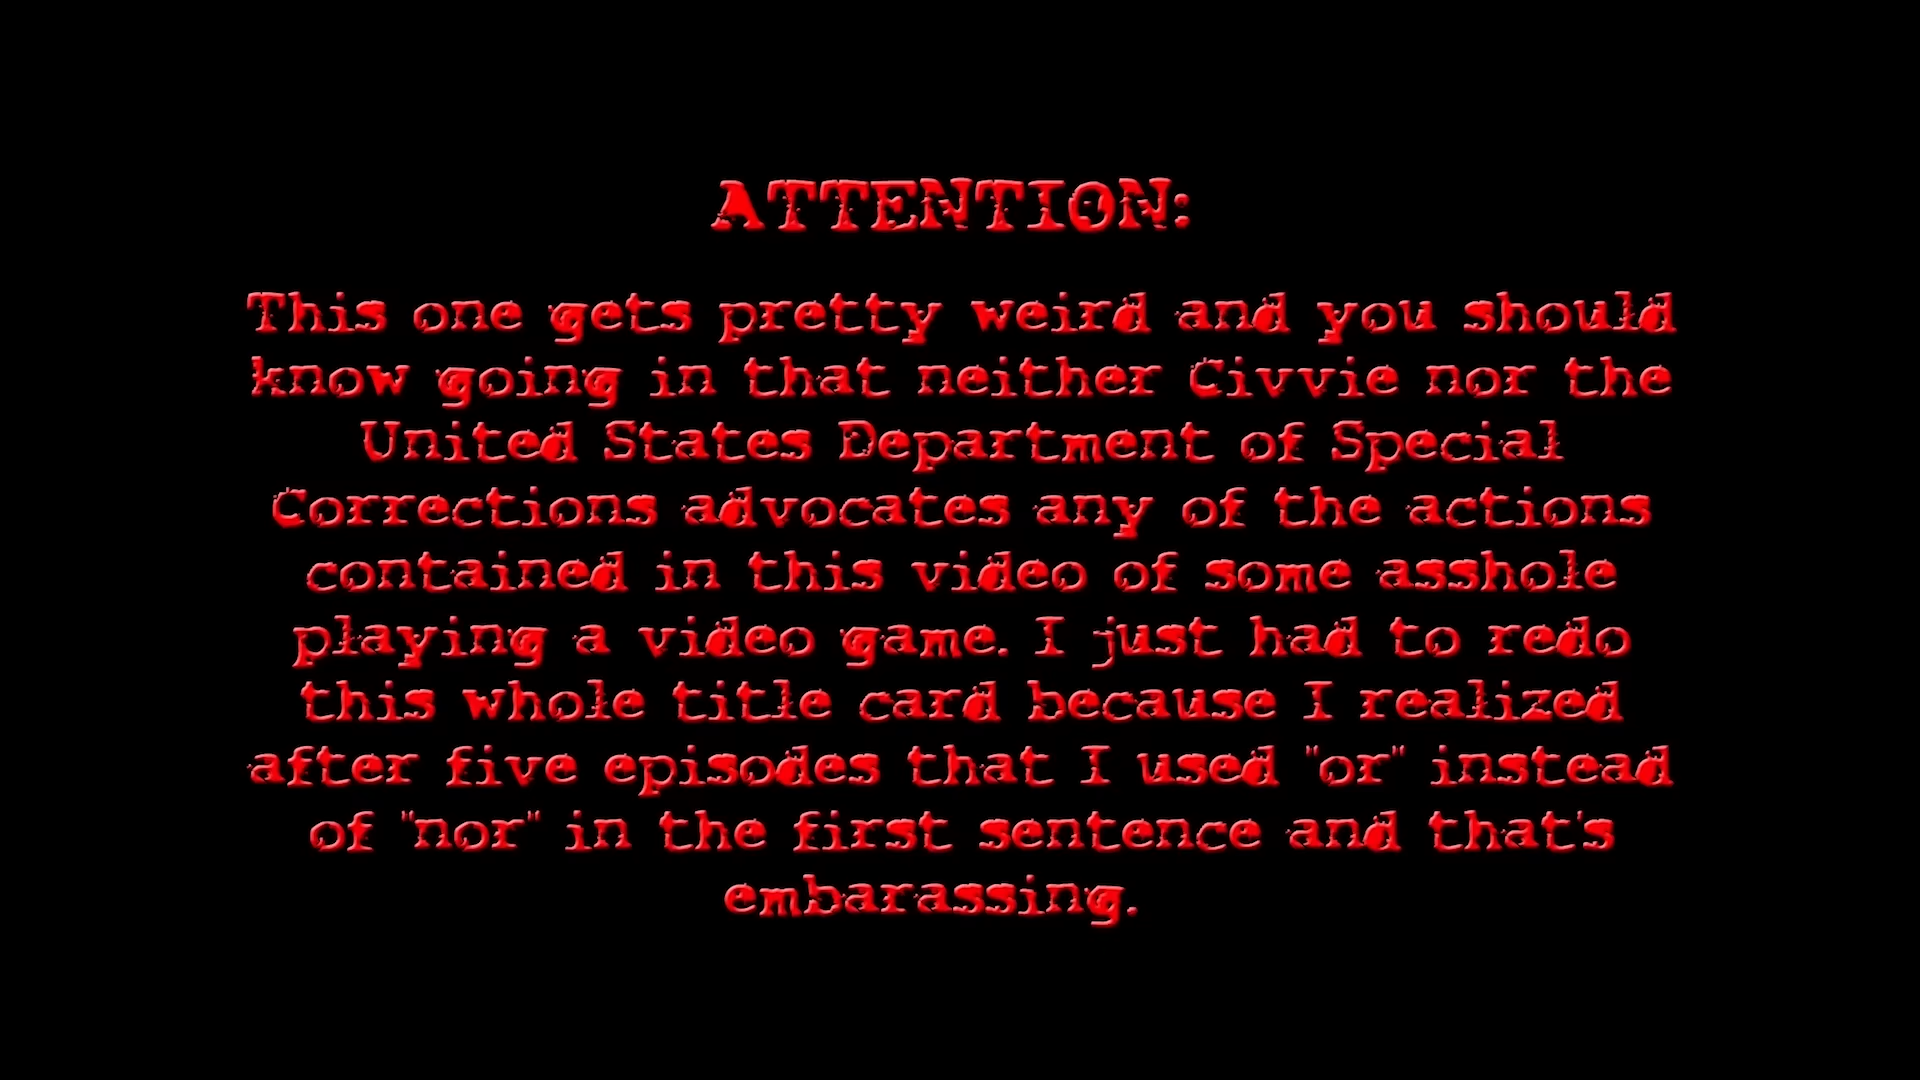 ATTENTION:
This one gets pretty weird and you should
know going in that neither Civvie nor the
United States Department of Special
Corrections advocates any of the actions
contained in this video of some asshole
playing a video game. I just had to redo
this whole title card because I realized
after five episodes that I used "or" instead
of "nor" in the first sentence and that's
embarassing.